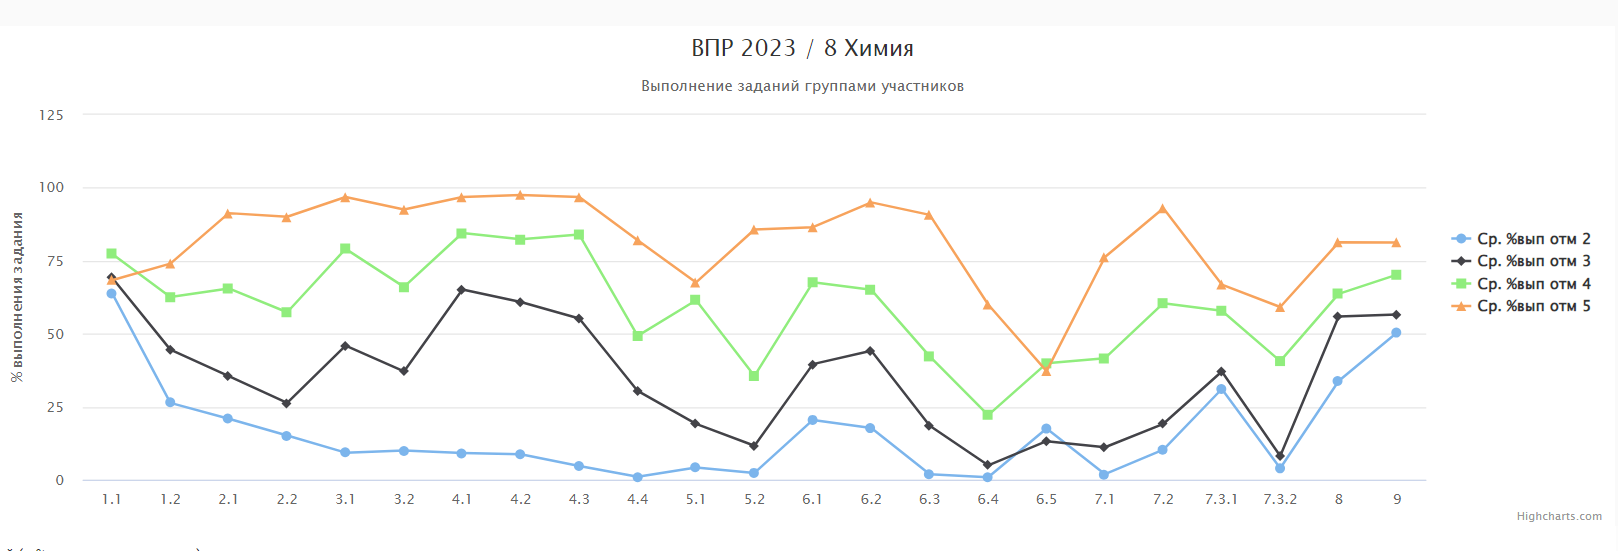 ВПР 2023 / 8 Химия
Выполнение заданий группами участников
% выполнения задания
125
100
75
50
25
0
1.1 1.2 2.1 2.2 3.1 3.2 4.1 4.2 4.3 4.4 5.1 5.2 6.1 6.2 6.3 6.4 6.5 7.1 7.2 7.3.1 7.3.2 8 9
Ср. %вып отм 2
Ср. %вып отм 3
Ср. %вып отм 4
Ср. %вып отм 5
Highcharts.com